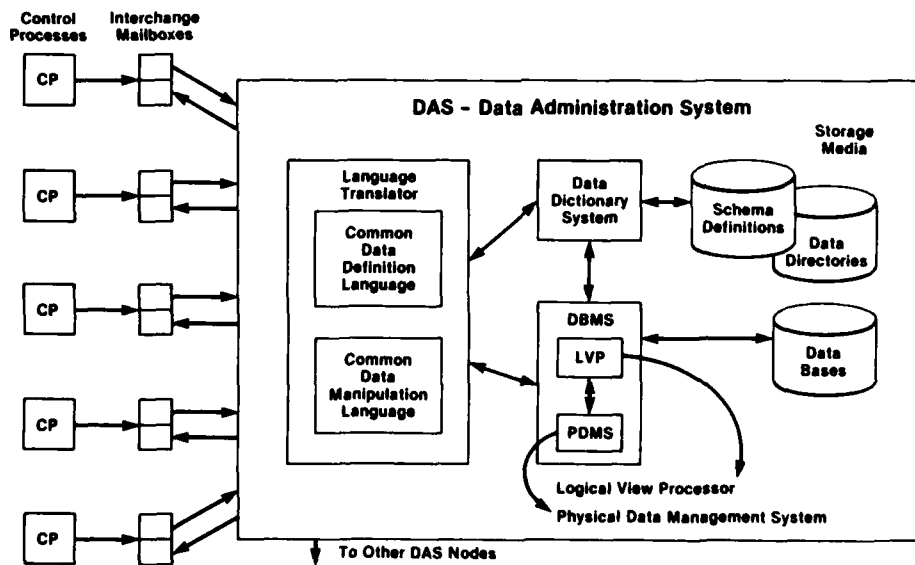 Control
Processes
Interchange
Mailboxes
CP
CP
CP
CP
CP
DAS - Data Administration System
Storage
Media
Language
Translator
Common
Data
Definition
Language
Common
Data
Manipulation
Language
Data
Dictionary
System
Schema
Definitions
Data
Directories
DBMS
LVP
PDMS
Data
Bases
Logical View Processor
Physical Data Management System
To Other DAS Nodes